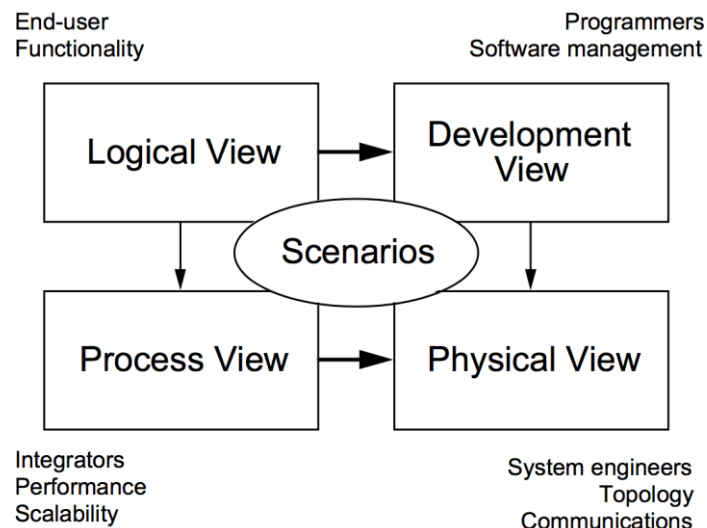 End-user
Functionality
Programmers
Software management
Logical View
Development
View
Scenarios
Process View
Physical View
Integrators
Performance
Scalability
System engineers
Topology
Communications